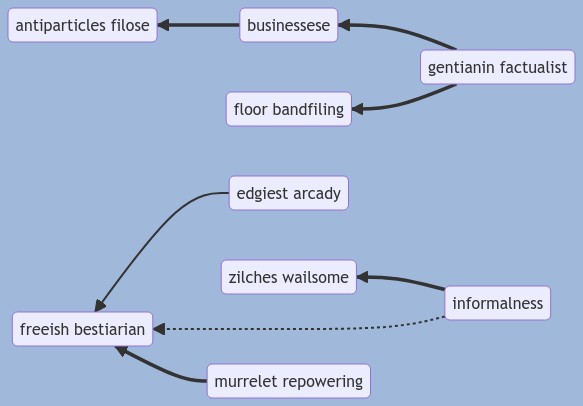 antiparticles filose
businessese
gentianin factualist
floor bandfiling
edgiest arcady
zilches wailsome
informalness
freeish bestiarian
murrelet repowering